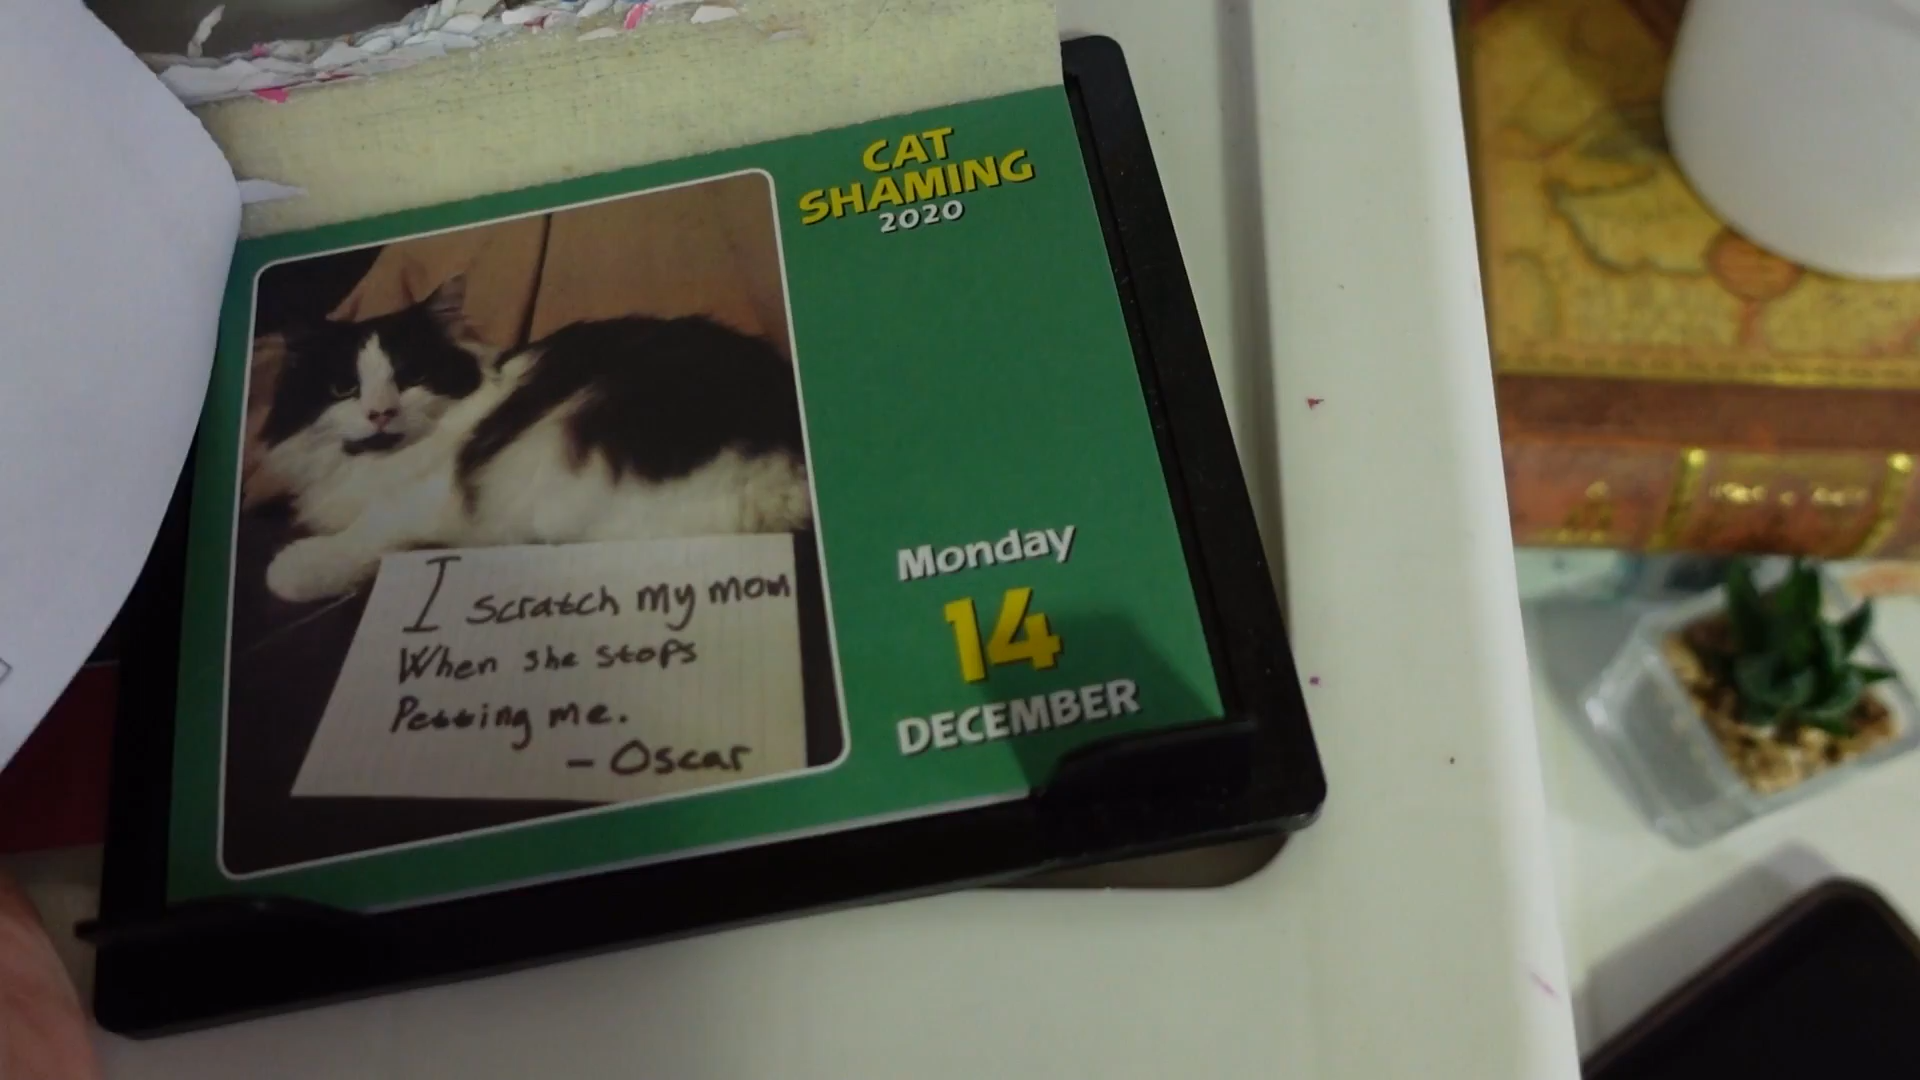 CAT
SHAMING
2020
I scratch my mom
When she stops
Petting me.
- Oscar
Monday
14
DECEMBER